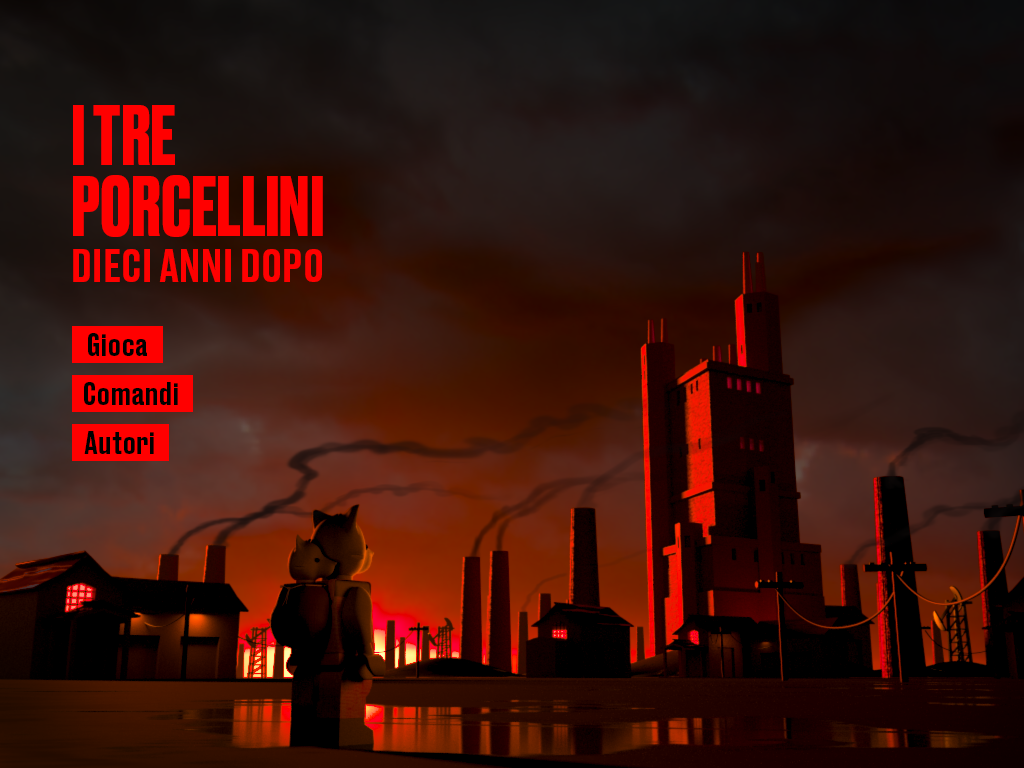 I TRE
PORCELLINI
DIECI ANNI DOPO
Gioca
Comandi
Autori